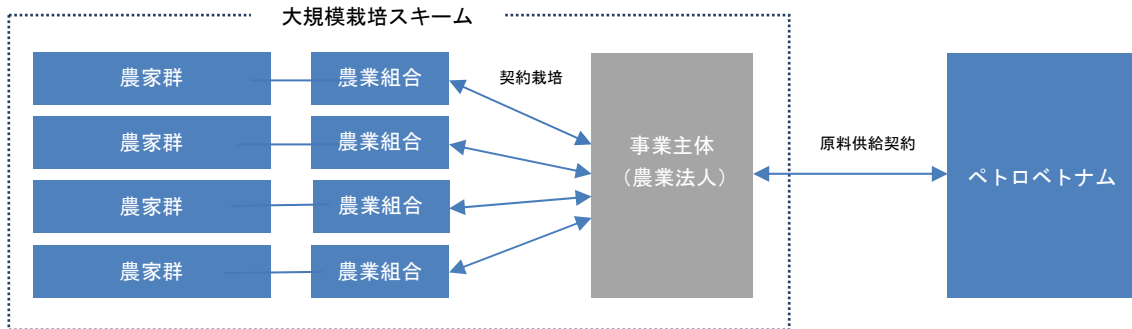 大規模栽培スキーム
農家群
農業組合
契約栽培
農家群
農業組合
事業主体
（農業法人）
原料供給契約
ペトロベトナム
農家群
農業組合
農家群
農業組合